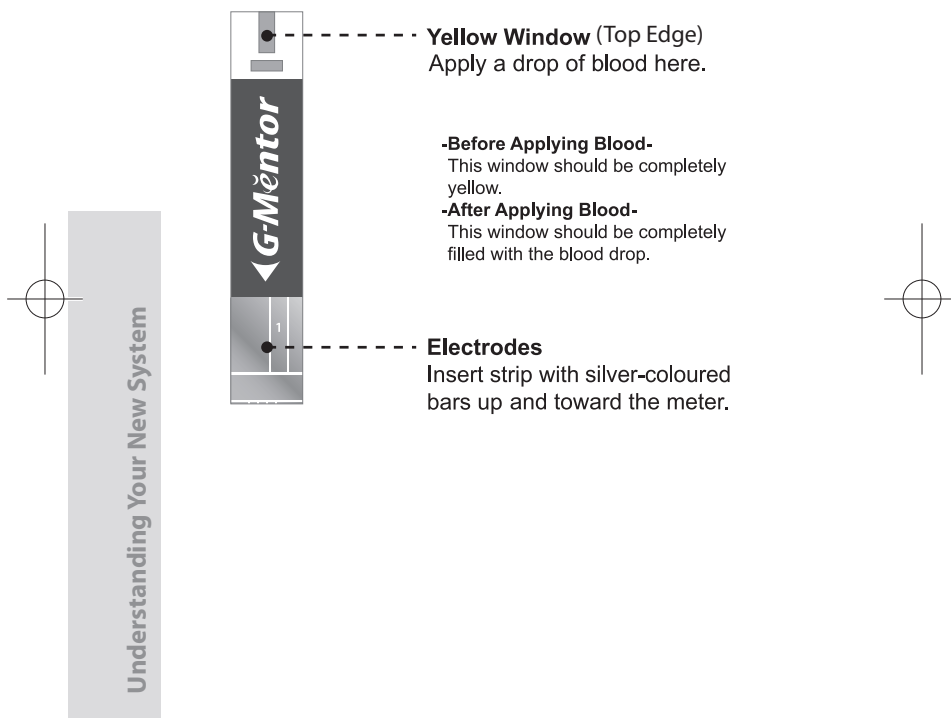 Yellow Window (Top Edge)
Apply a drop of blood here.
-Before Applying Blood-
This window should be completely
yellow.
-After Applying Blood-
This window should be completely
filled with the blood drop.
G-Mĕntor
1
Electrodes
Insert strip with silver-coloured
bars up and toward the meter.
Understanding Your New System